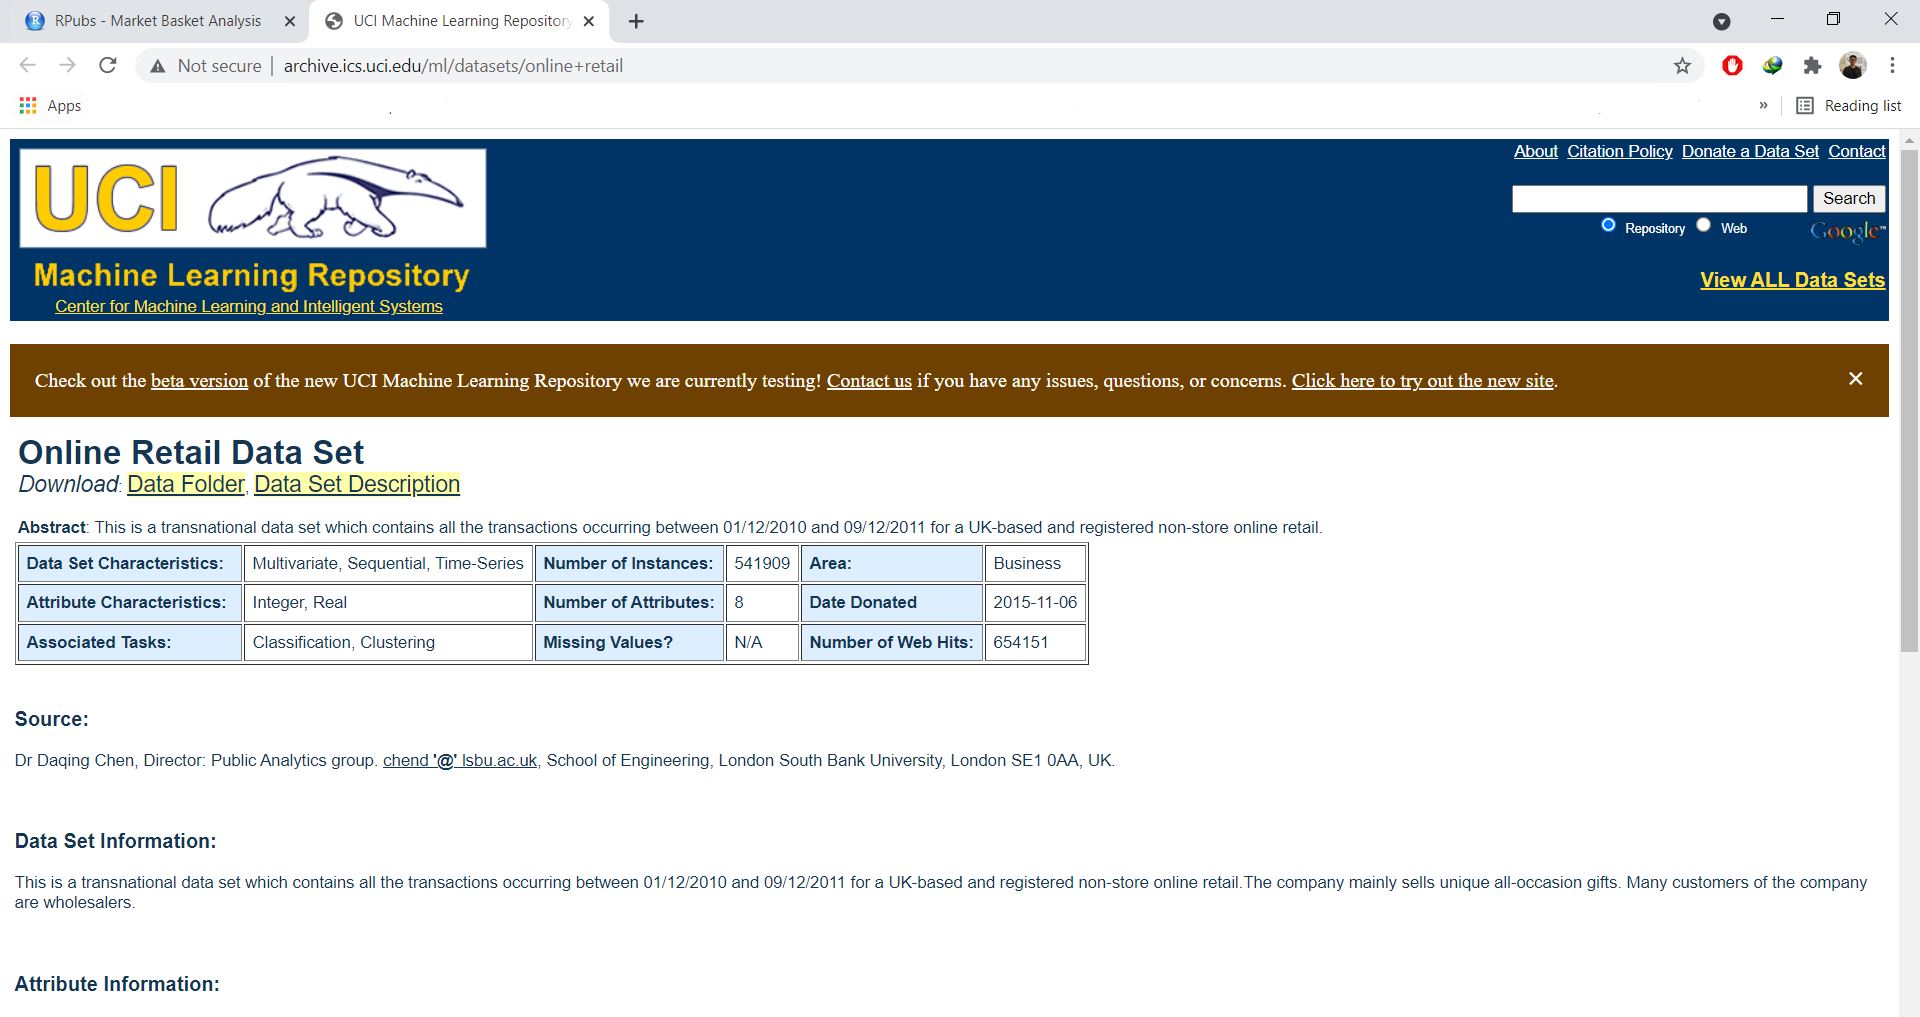 RPubs - Market Basket Analysis
UCI Machine Learning Repository
Not secure | archive.ics.uci.edu/ml/datasets/online+retail
Apps
» Reading list
UCI
Machine Learning Repository
Center for Machine Learning and Intelligent Systems
About Citation Policy Donate a Data Set Contact
Search
Repository Web Google™
View ALL Data Sets
Check out the beta version of the new UCI Machine Learning Repository we are currently testing! Contact us if you have any issues, questions, or concerns. Click here to try out the new site.
Online Retail Data Set
Download: Data Folder, Data Set Description
Abstract: This is a transnational data set which contains all the transactions occurring between 01/12/2010 and 09/12/2011 for a UK-based and registered non-store online retail.
Data Set Characteristics: Multivariate, Sequential, Time-Series Number of Instances: 541909 Area: Business
Attribute Characteristics: Integer, Real Number of Attributes: 8 Date Donated 2015-11-06
Associated Tasks: Classification, Clustering Missing Values? N/A Number of Web Hits: 654151
Source:
Dr Daqing Chen, Director: Public Analytics group. chend '@' lsbu.ac.uk, School of Engineering, London South Bank University, London SE1 0AA, UK.
Data Set Information:
This is a transnational data set which contains all the transactions occurring between 01/12/2010 and 09/12/2011 for a UK-based and registered non-store online retail.The company mainly sells unique all-occasion gifts. Many customers of the company
are wholesalers.
Attribute Information: